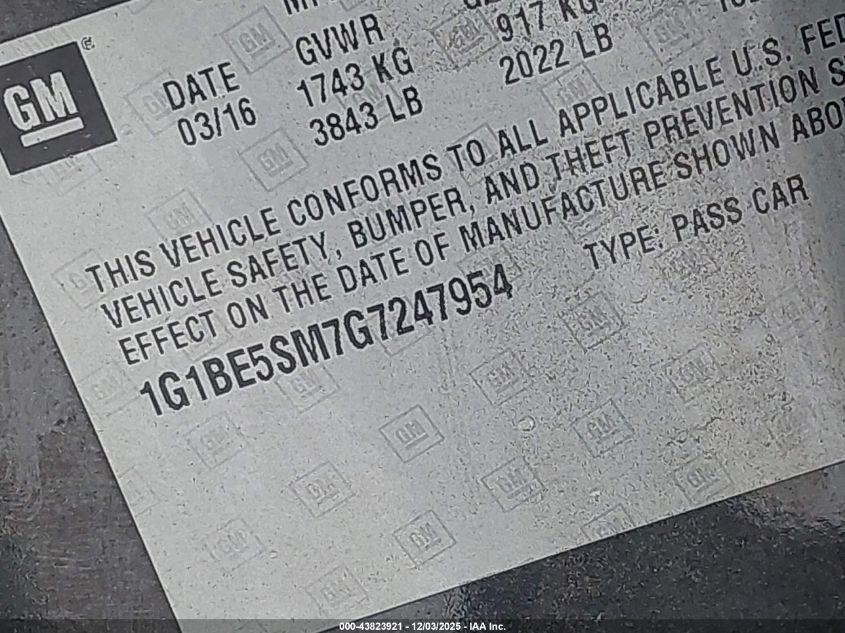 GM
®
DATE GVWR
03/16 1743 KG 917 KG
3843 LB 2022 LB
THIS VEHICLE CONFORMS TO ALL APPLICABLE U.S. FED
VEHICLE SAFETY, BUMPER, AND THEFT PREVENTION S
EFFECT ON THE DATE OF MANUFACTURE SHOWN ABO
1G1BE5SM7G7247954 TYPE: PASS CAR
000-43823921 - 12/03/2025 - IAA Inc.